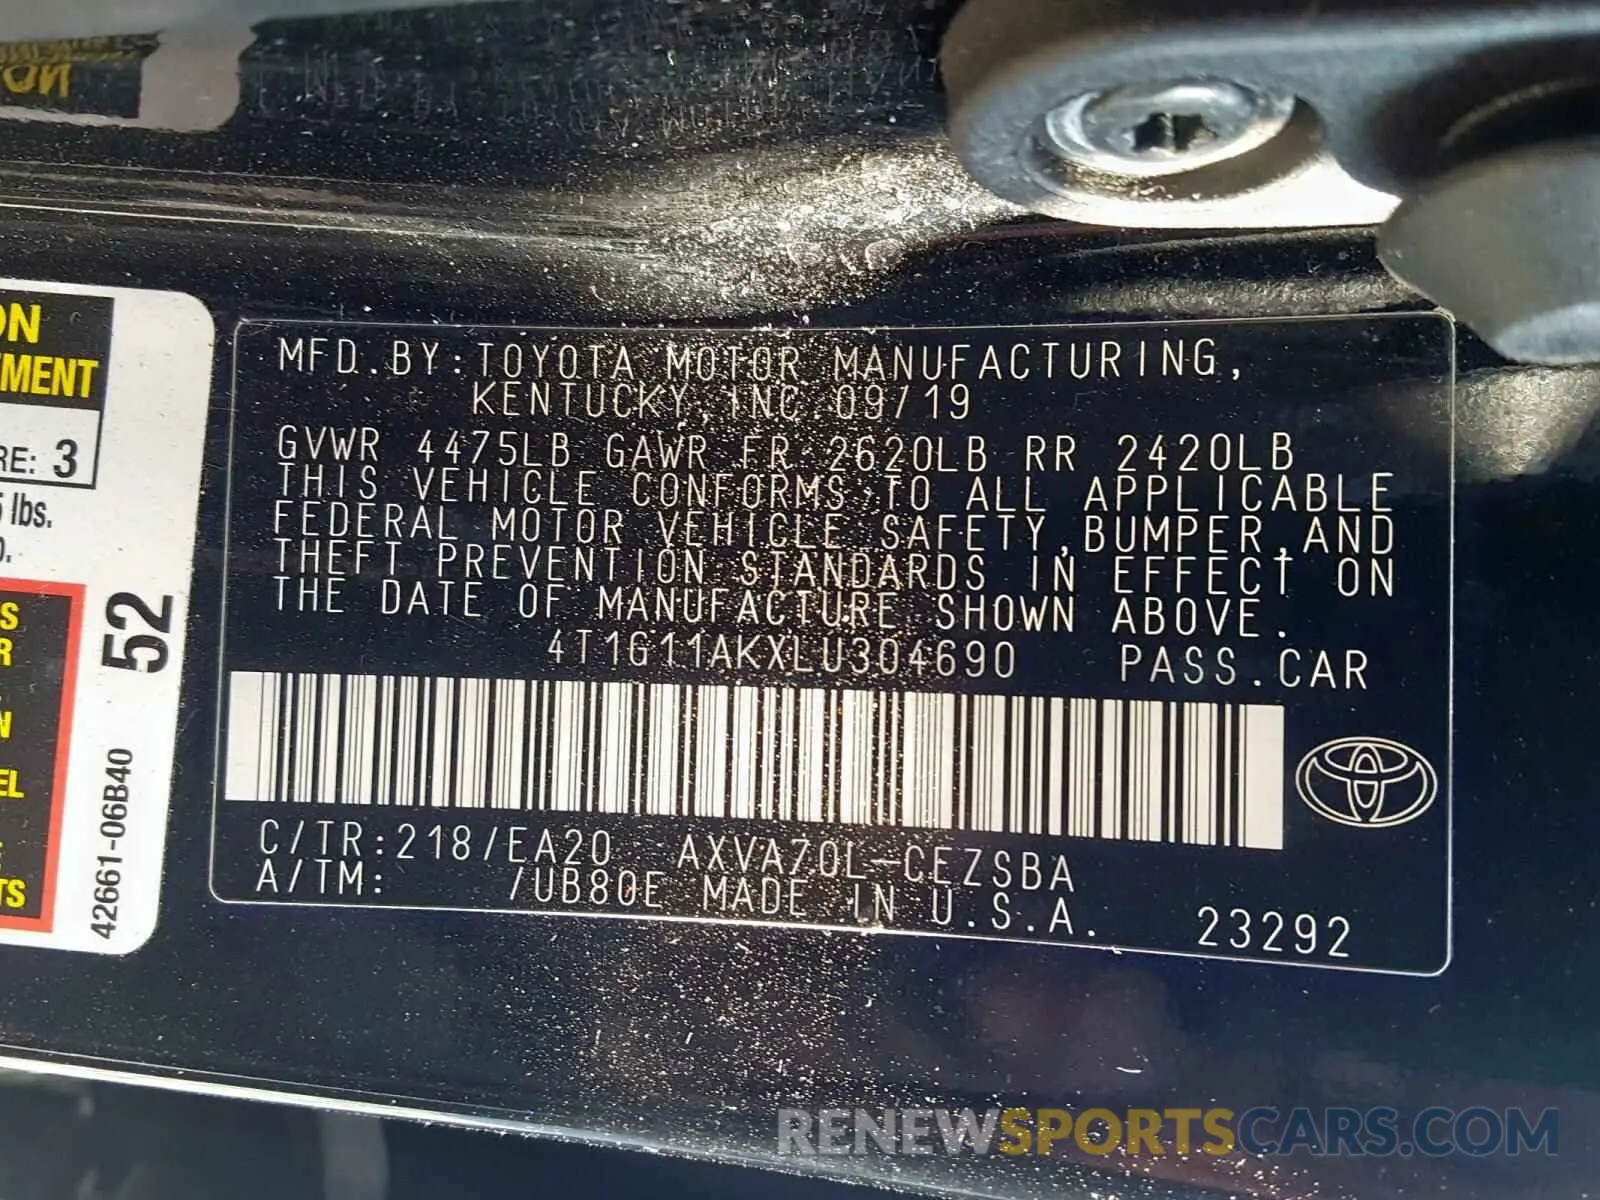 ON
MENT
RE: 3
lbs.
52
42661-06B40
MFD.BY:TOYOTA MOTOR MANUFACTURING,
KENTUCKY, INC. 09/19
GVWR 4475LB GAWR FR 2620LB RR 2420LB
THIS VEHICLE CONFORMS TO ALL APPLICABLE
FEDERAL MOTOR VEHICLE SAFETY,BUMPER,AND
THEFT PREVENTION STANDARDS IN EFFECT ON
THE DATE OF MANUFACTURE SHOWN ABOVE.
4T1G11AKXLU304690 PASS.CAR
C/TR:218/EA20 AXVA70L-CEZSBA
A/TM: /UB80E MADE IN U.S.A.
23292
RENEWSPORTSCARS.COM